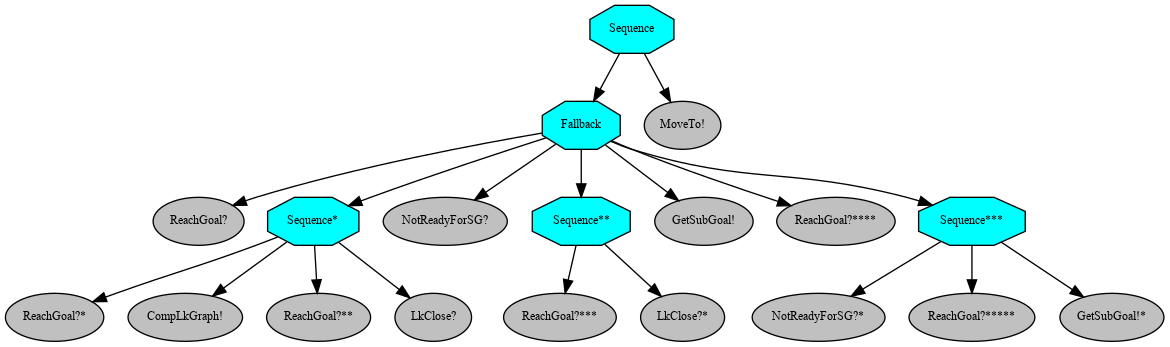 Sequence
Fallback
MoveTo!
ReachGoal?
Sequence*
NotReadyForSG?
Sequence**
GetSubGoal!
ReachGoal?****
Sequence***
ReachGoal?*
CompLkGraph!
ReachGoal?**
LkClose?
ReachGoal?***
LkClose?*
NotReadyForSG?*
ReachGoal?*****
GetSubGoal!*